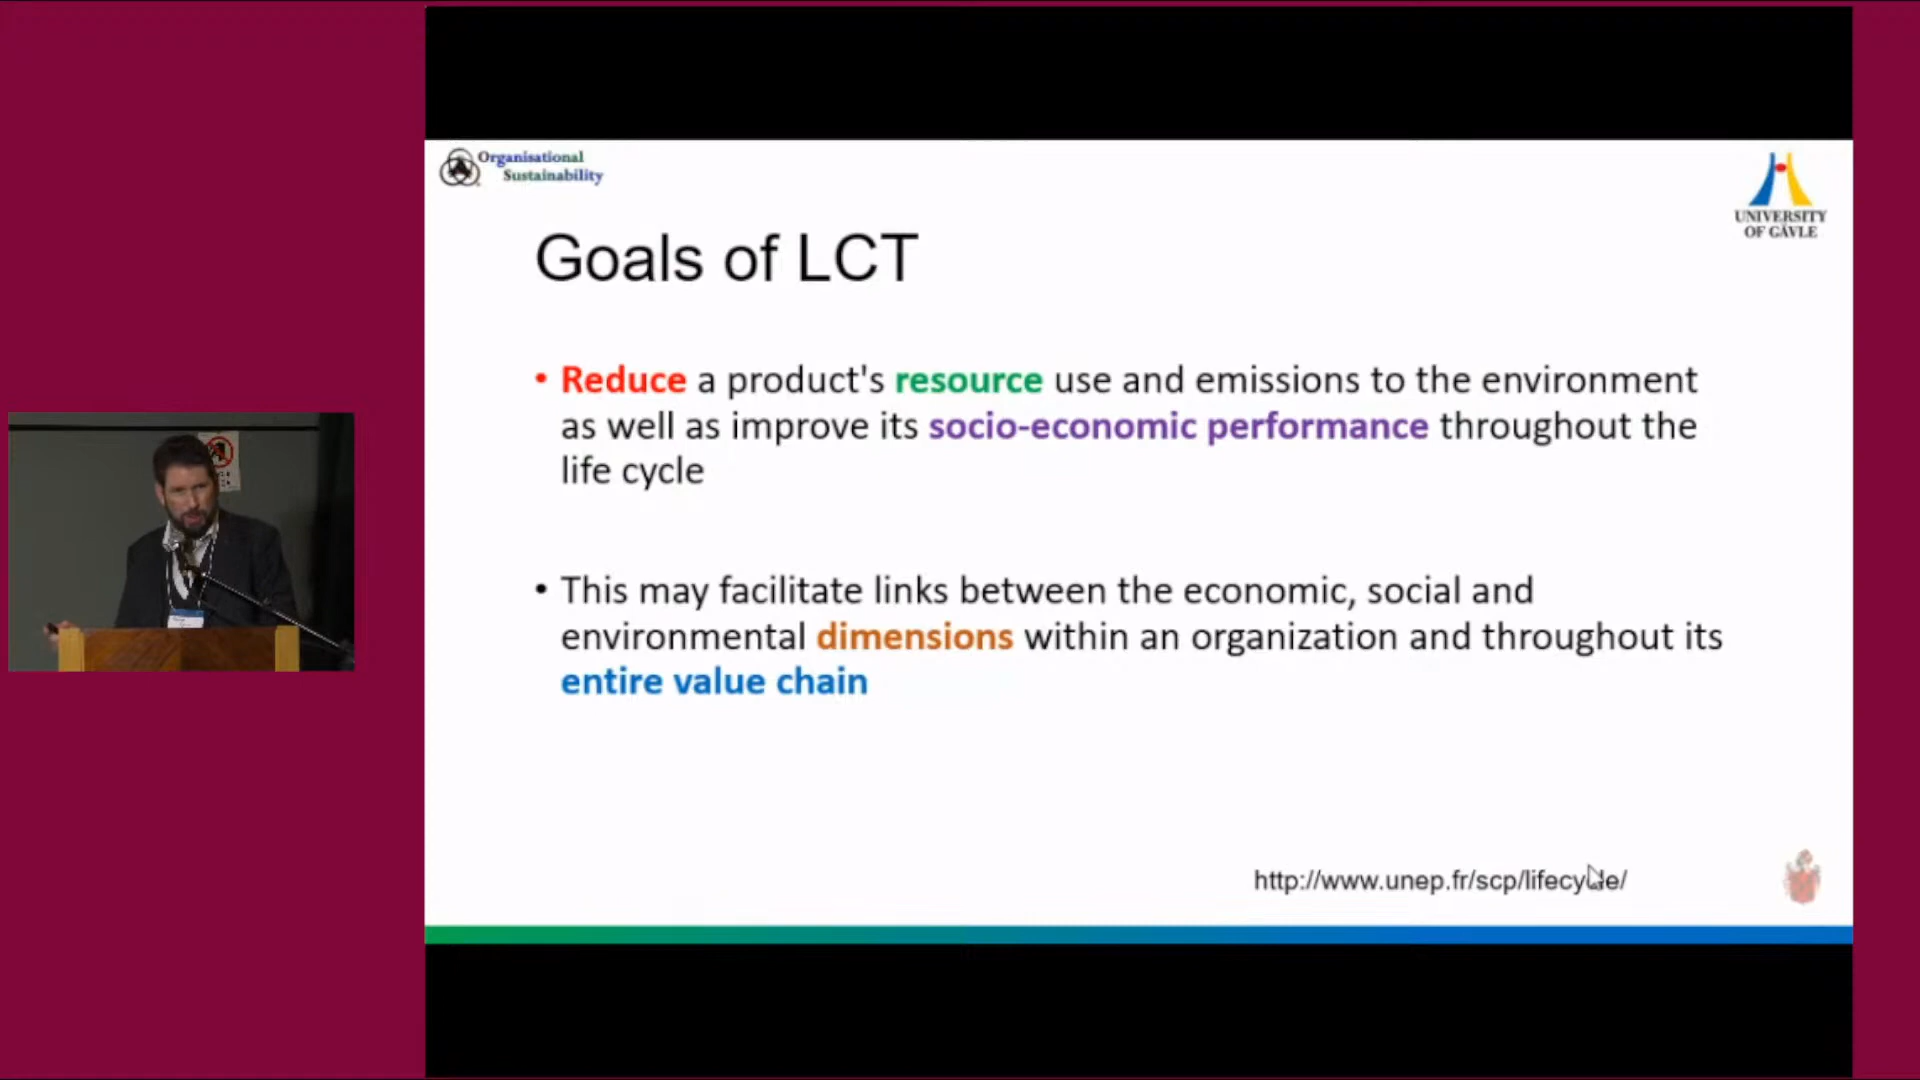 Organisational
Sustainability
UNIVERSITY
OF GÄVLE
Goals of LCT
• Reduce a product's resource use and emissions to the environment
as well as improve its socio-economic performance throughout the
life cycle
• This may facilitate links between the economic, social and
environmental dimensions within an organization and throughout its
entire value chain
http://www.unep.fr/scp/lifecycle/